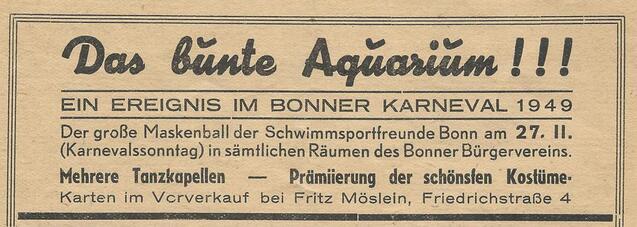 Das bunte Aquarium !!!
EIN EREIGNIS IM BONNER KARNEVAL 1949
Der große Maskenball der Schwimmsportfreunde Bonn am 27. II.
(Karnevalssonntag) in sämtlichen Räumen des Bonner Bürgervereins.
Mehrere Tanzkapellen — Prämiierung der schönsten Kostüme.
Karten im Vorverkauf bei Fritz Möslein, Friedrichstraße 4